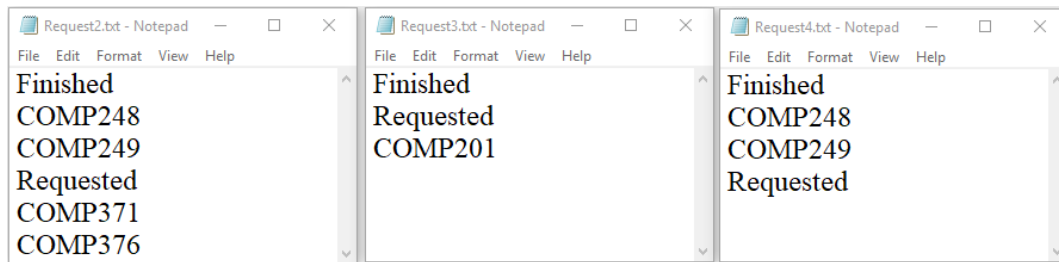 Request2.txt - Notepad
File Edit Format View Help
Finished
COMP248
COMP249
Requested
COMP371
COMP376
Request3.txt - Notepad
File Edit Format View Help
Finished
Requested
COMP201
Request4.txt - Notepad
File Edit Format View Help
Finished
COMP248
COMP249
Requested